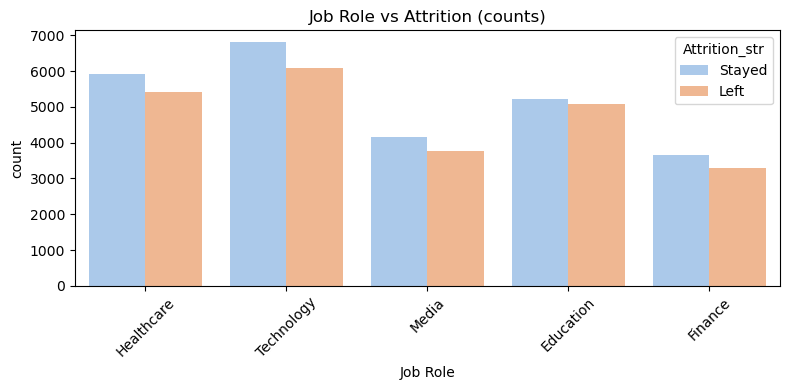 Job Role vs Attrition (counts)
Attrition_str
Stayed
Left
count
7000
6000
5000
4000
3000
2000
1000
0
Healthcare
Technology
Media
Education
Finance
Job Role